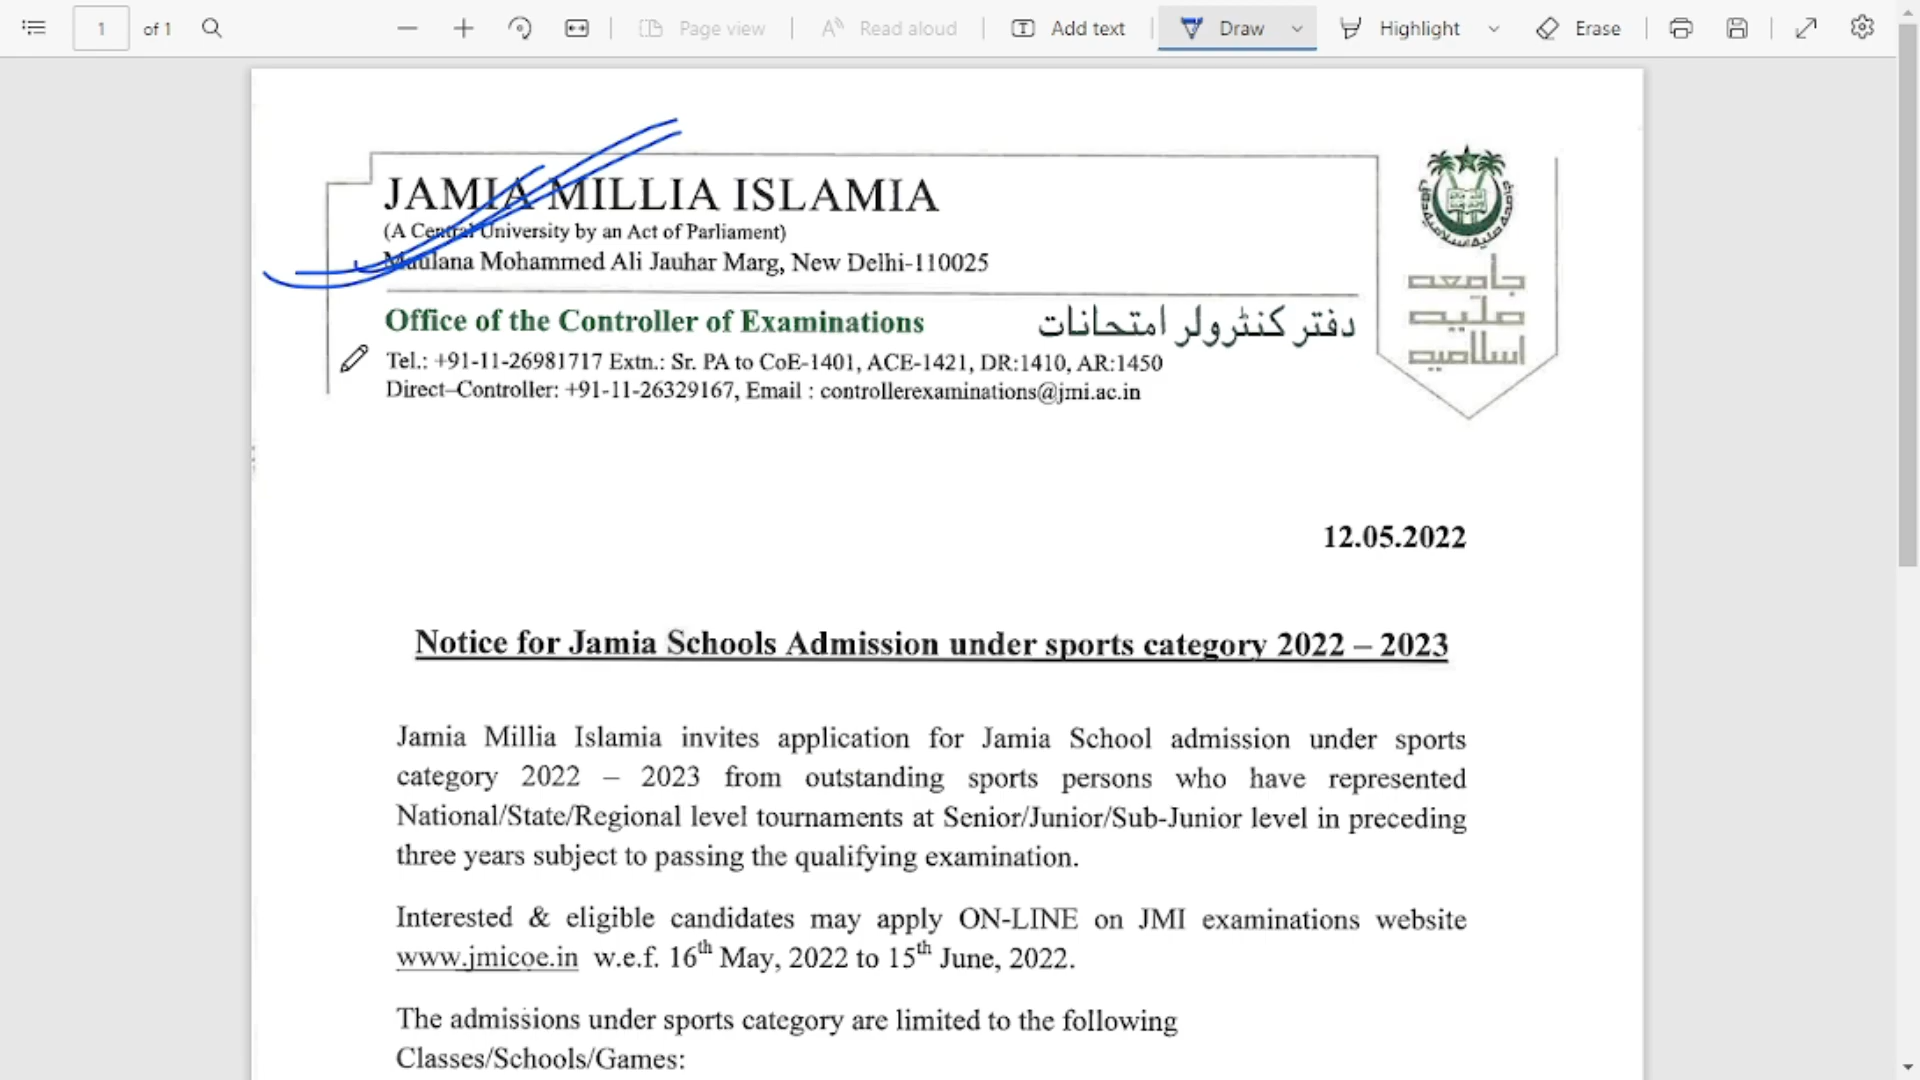 1 of 1 Page view Read aloud Add text Draw Highlight Erase
JAMIA MILLIA ISLAMIA
(A Central University by an Act of Parliament)
Maulana Mohammed Ali Jauhar Marg, New Delhi-110025
جامعہ
ملیہ
اسلامیہ
Office of the Controller of Examinations دفتر کنٹرولر امتحانات
Tel.: +91-11-26981717 Extn.: Sr. PA to CoE-1401, ACE-1421, DR:1410, AR:1450
Direct–Controller: +91-11-26329167, Email : controllerexaminations@jmi.ac.in
12.05.2022
Notice for Jamia Schools Admission under sports category 2022 – 2023
Jamia Millia Islamia invites application for Jamia School admission under sports
category 2022 – 2023 from outstanding sports persons who have represented
National/State/Regional level tournaments at Senior/Junior/Sub-Junior level in preceding
three years subject to passing the qualifying examination.
Interested & eligible candidates may apply ON-LINE on JMI examinations website
www.jmicoe.in w.e.f. 16th May, 2022 to 15th June, 2022.
The admissions under sports category are limited to the following
Classes/Schools/Games: